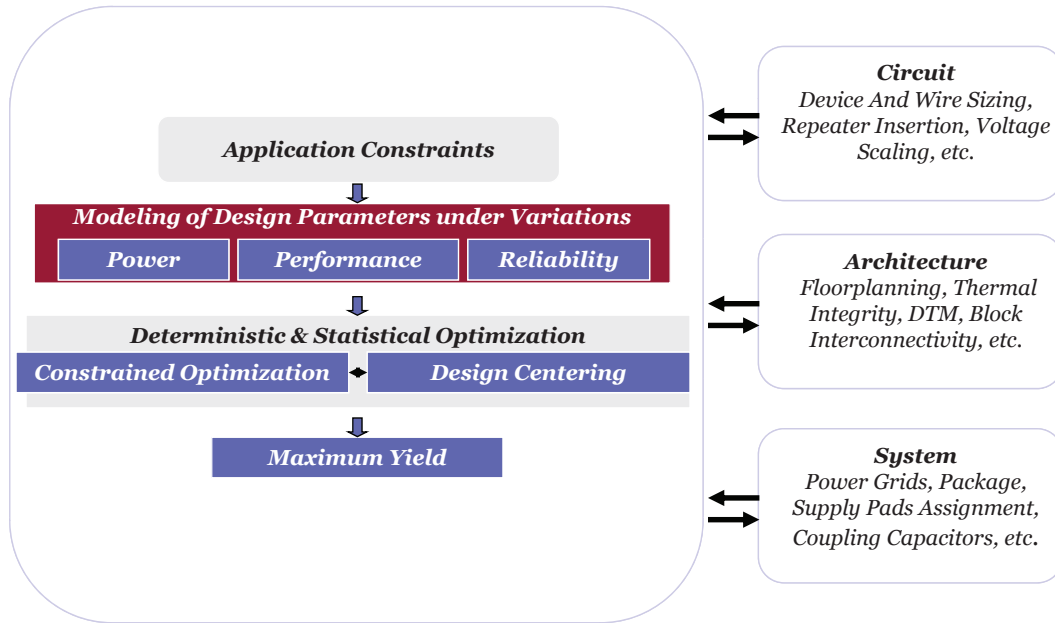 Application Constraints
Modeling of Design Parameters under Variations
Power
Performance
Reliability
Deterministic & Statistical Optimization
Constrained Optimization
Design Centering
Maximum Yield
Circuit
Device And Wire Sizing,
Repeater Insertion, Voltage
Scaling, etc.
Architecture
Floorplanning, Thermal
Integrity, DTM, Block
Interconnectivity, etc.
System
Power Grids, Package,
Supply Pads Assignment,
Coupling Capacitors, etc.